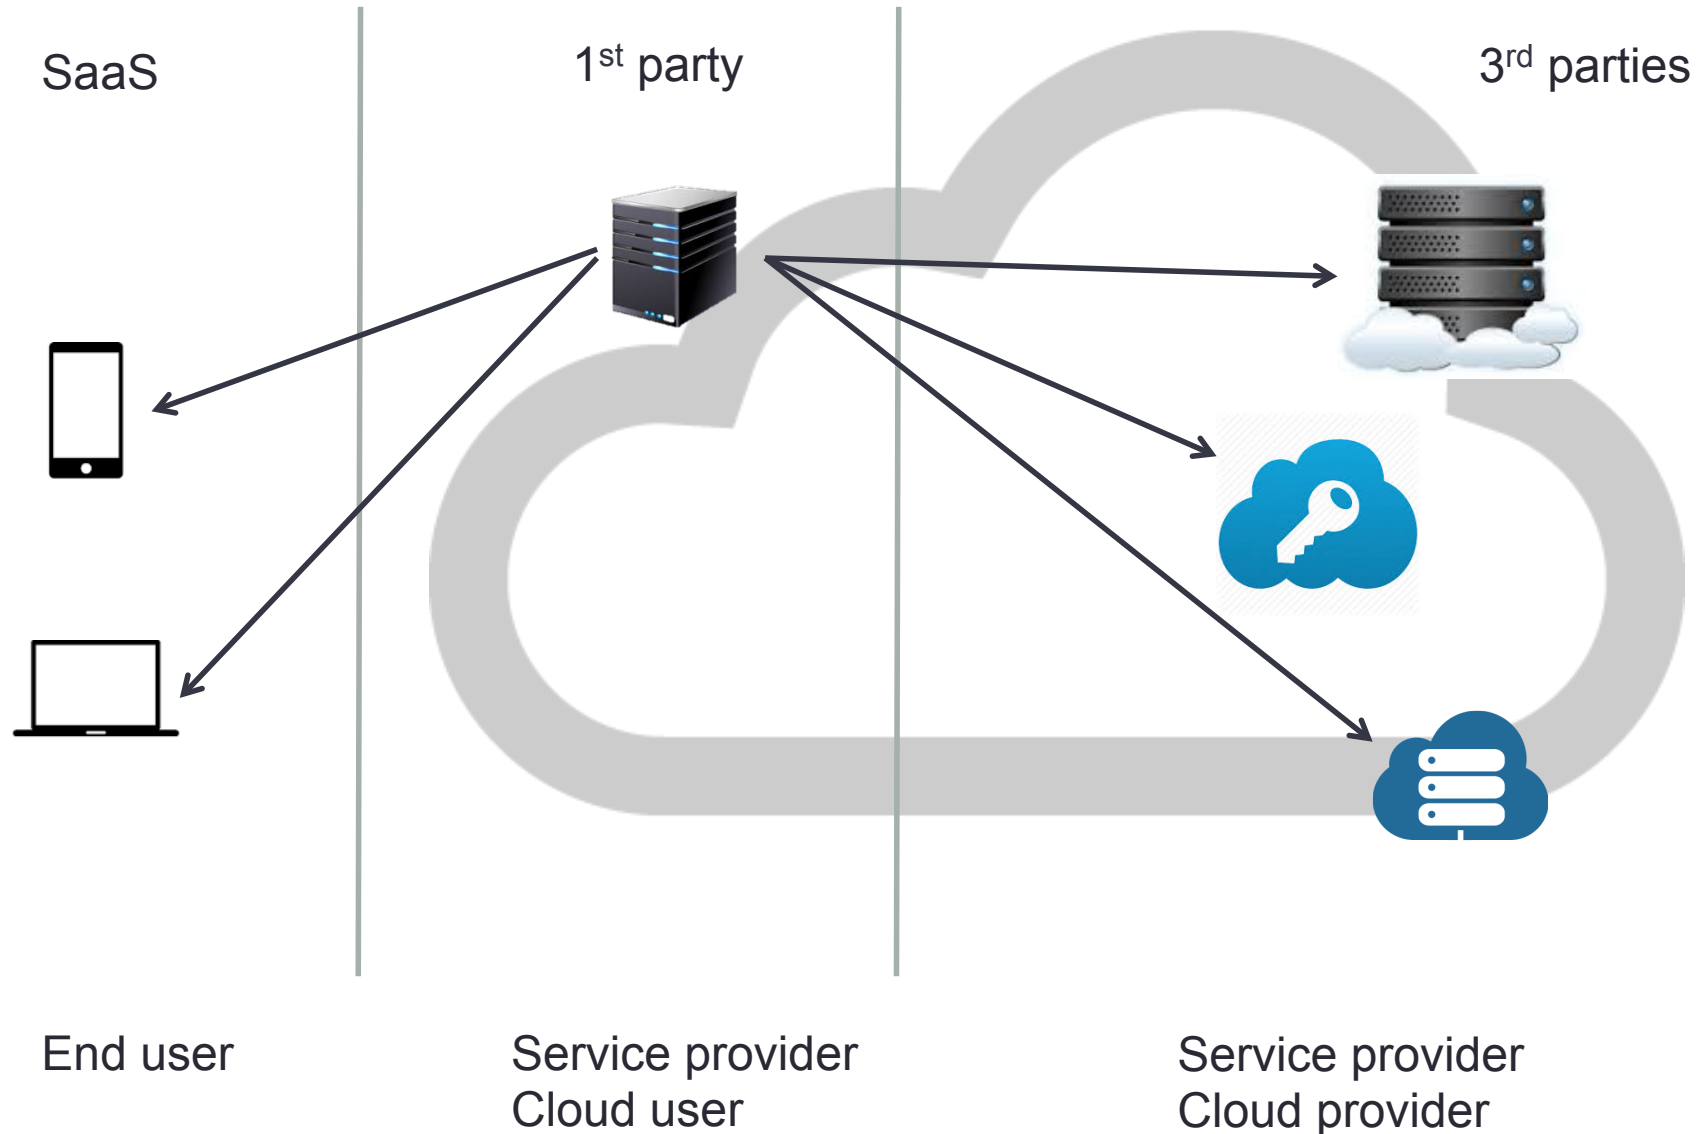 SaaS
1st party
3rd parties
End user
Service provider
Cloud user
Service provider
Cloud provider